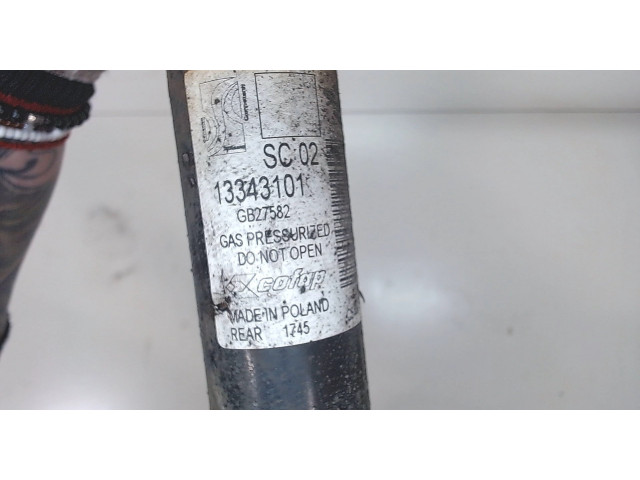 SC 02
13343101
GB27582
GAS PRESSURIZED
DO NOT OPEN
cofap
MADE IN POLAND
REAR 1745